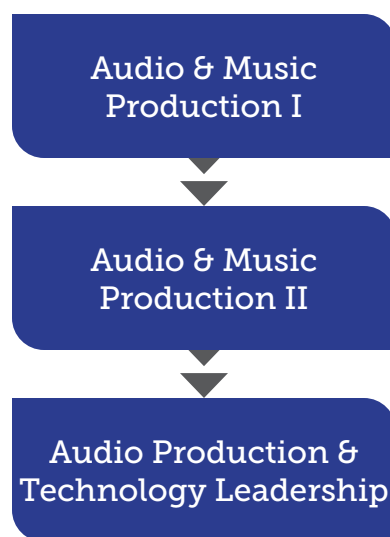 Audio & Music
Production I
Audio & Music
Production II
Audio Production &
Technology Leadership